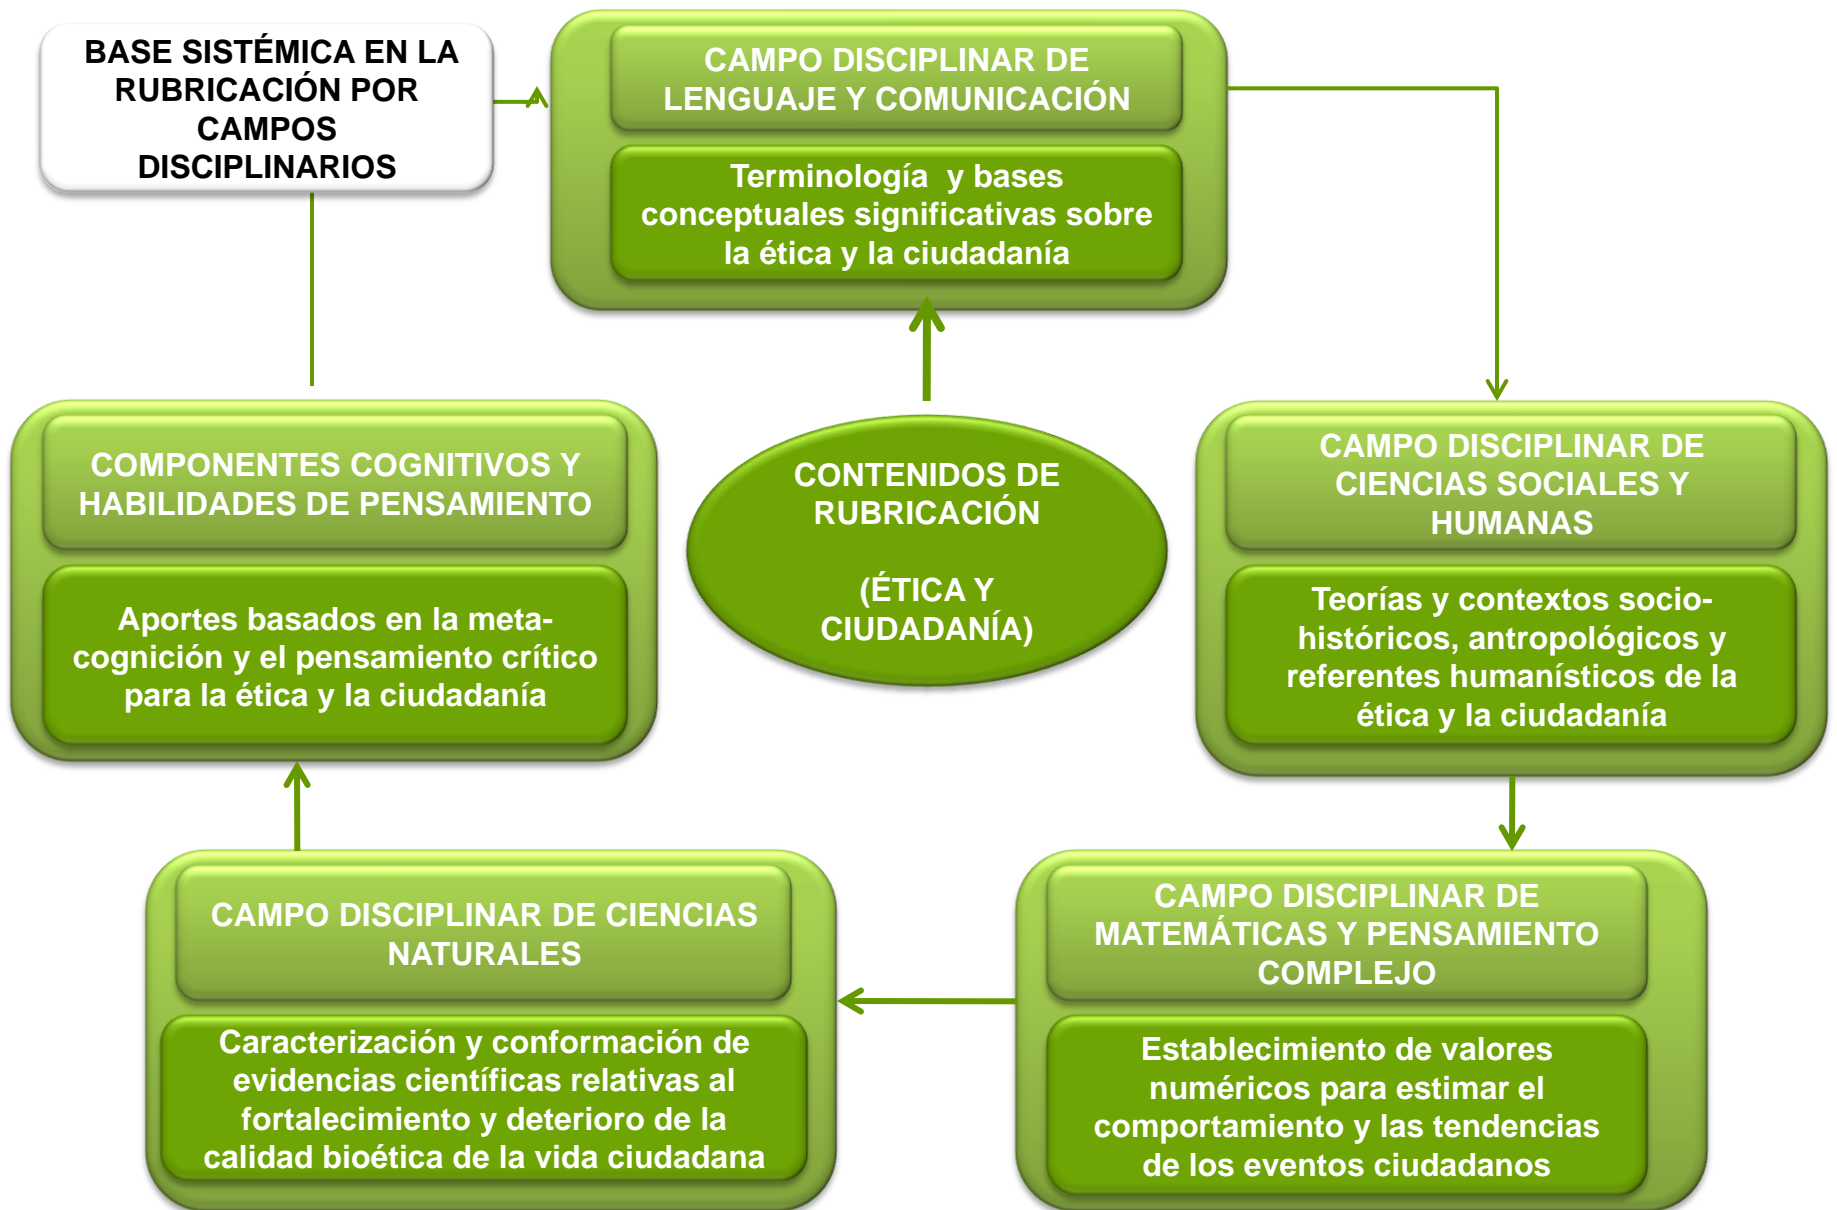 BASE SISTÉMICA EN LA
RUBRICACIÓN POR
CAMPOS
DISCIPLINARIOS
CAMPO DISCIPLINAR DE
LENGUAJE Y COMUNICACIÓN
Terminología y bases
conceptuales significativas sobre
la ética y la ciudadanía
COMPONENTES COGNITIVOS Y
HABILIDADES DE PENSAMIENTO
Aportes basados en la meta-
cognición y el pensamiento crítico
para la ética y la ciudadanía
CONTENIDOS DE
RUBRICACIÓN
(ÉTICA Y
CIUDADANÍA)
CAMPO DISCIPLINAR DE
CIENCIAS SOCIALES Y
HUMANAS
Teorías y contextos socio-
históricos, antropológicos y
referentes humanísticos de la
ética y la ciudadanía
CAMPO DISCIPLINAR DE CIENCIAS
NATURALES
Caracterización y conformación de
evidencias científicas relativas al
fortalecimiento y deterioro de la
calidad bioética de la vida ciudadana
CAMPO DISCIPLINAR DE
MATEMÁTICAS Y PENSAMIENTO
COMPLEJO
Establecimiento de valores
numéricos para estimar el
comportamiento y las tendencias
de los eventos ciudadanos